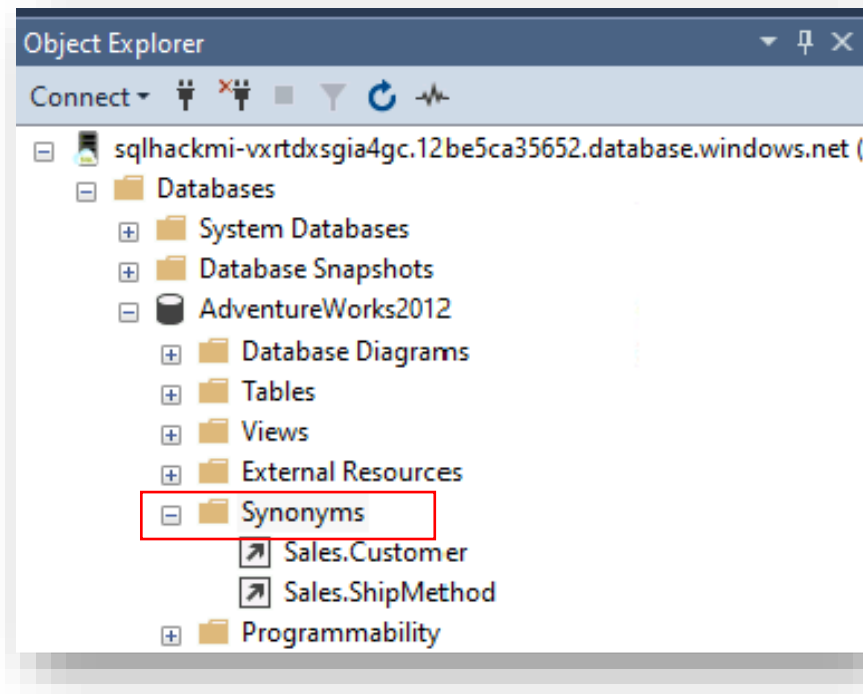 Object Explorer
Connect
sqlhackmi-vxrtdxsgia4gc.12be5ca35652.database.windows.net (
Databases
System Databases
Database Snapshots
AdventureWorks2012
Database Diagrams
Tables
Views
External Resources
Synonyms
Sales.Customer
Sales.ShipMethod
Programmability